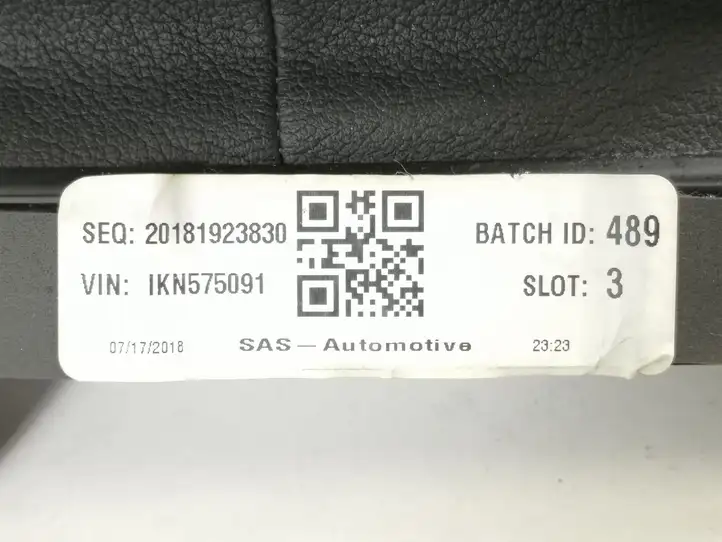 SEQ: 20181923830
BATCH ID: 489
VIN: IKN575091
SLOT: 3
07/17/2018
SAS – Automotive
23:23